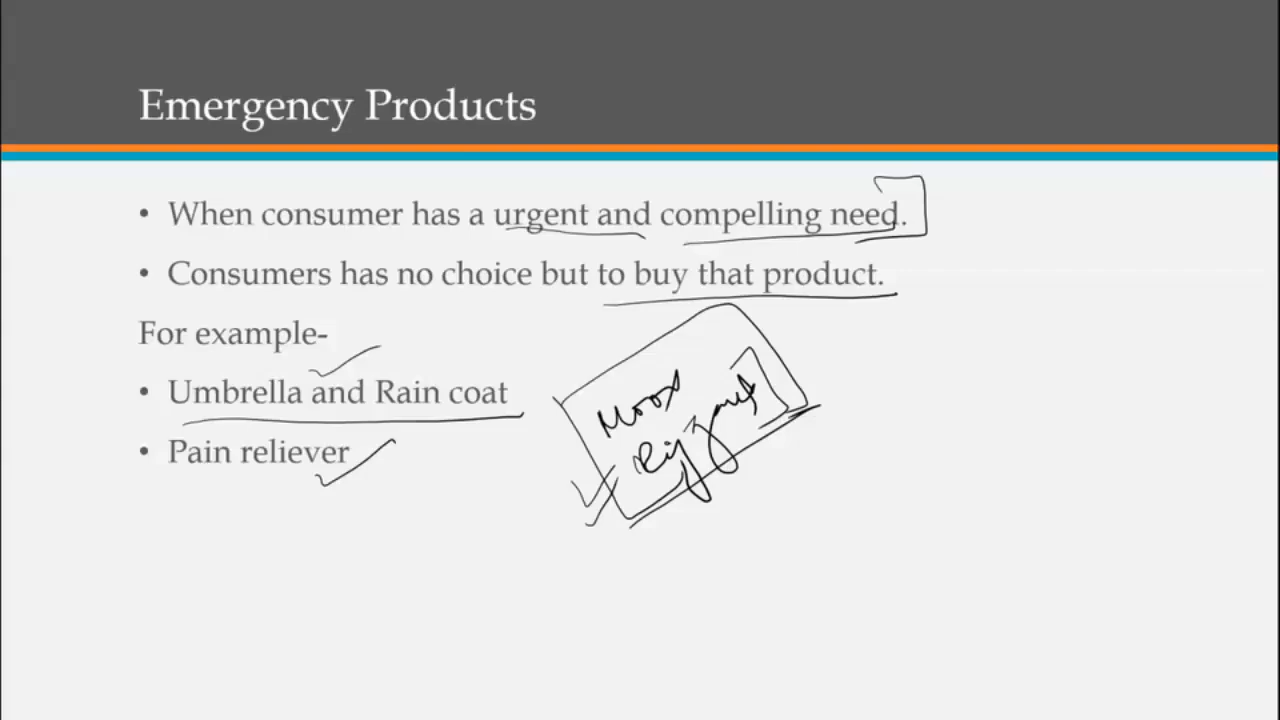 Emergency Products
• When consumer has a urgent and compelling need.
• Consumers has no choice but to buy that product.
For example-
• Umbrella and Rain coat
• Pain reliever